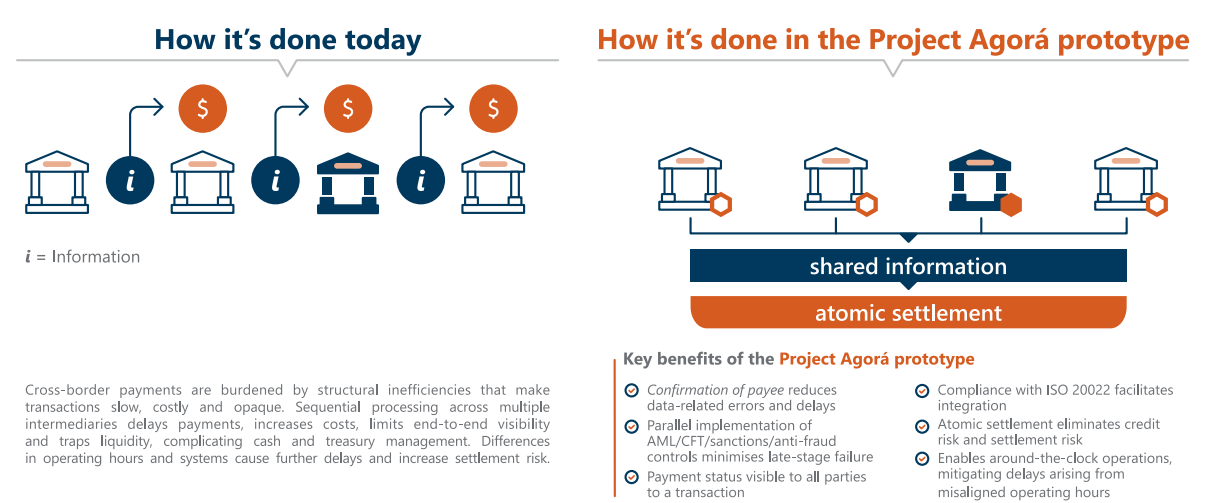 How it's done today
$
$
$
i
i
i
i = Information
Cross-border payments are burdened by structural inefficiencies that make
transactions slow, costly and opaque. Sequential processing across multiple
intermediaries delays payments, increases costs, limits end-to-end visibility
and traps liquidity, complicating cash and treasury management. Differences
in operating hours and systems cause further delays and increase settlement risk.
How it's done in the Project Agorá prototype
shared information
atomic settlement
Key benefits of the Project Agorá prototype
Confirmation of payee reduces
data-related errors and delays
Parallel implementation of
AML/CFT/sanctions/anti-fraud
controls minimises late-stage failure
Payment status visible to all parties
to a transaction
Compliance with ISO 20022 facilitates
integration
Atomic settlement eliminates credit
risk and settlement risk
Enables around-the-clock operations,
mitigating delays arising from
misaligned operating hours